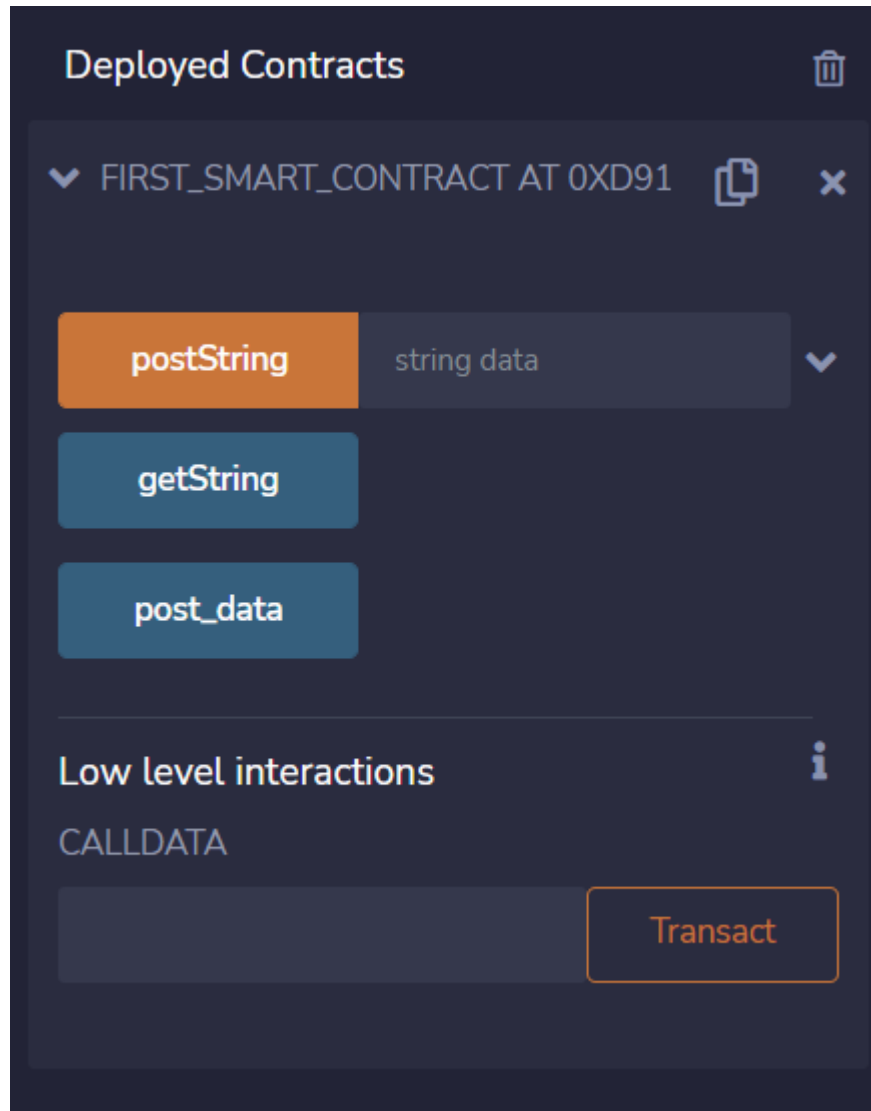 Deployed Contracts
FIRST_SMART_CONTRACT AT 0XD91
postString string data
getString
post_data
Low level interactions
CALLDATA
Transact